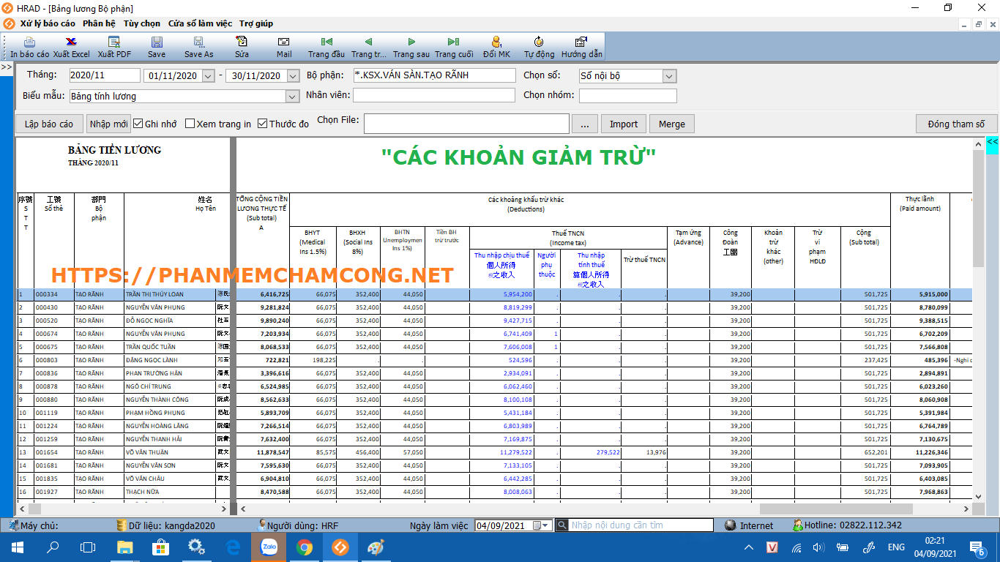 HRAD - [Bảng lương Bộ phận]
Xử lý báo cáo Phân hệ Tùy chọn Cửa sổ làm việc Trợ giúp
In báo cáo Xuất Excel Xuất PDF Save Save As Sửa Mail Trang đầu Trang tr... Trang sau Trang cuối Đổi MK Tự động Hướng dẫn
>> Tháng: 2020/11 01/11/2020 - 30/11/2020 Bộ phận: *.KSX.VÁN SÀN.TẠO RÃNH Chọn sổ: Sổ nội bộ
Biểu mẫu: Bảng tính lương Nhân viên: Chọn nhóm:
Lập báo cáo Nhập mới Ghi nhớ Xem trang in Thước đo Chọn File: ... Import Merge Đóng tham số
<<
BẢNG TIỀN LƯƠNG
THÁNG 2020/11
"CÁC KHOẢN GIẢM TRỪ"
序號 S T T
工號 Số thẻ
部門 Bộ phận
姓名 Họ Tên
TỔNG CỘNG TIỀN LƯƠNG THỰC TẾ (Sub total) A
Các khoảng khấu trừ khác
(Deductions)
Thực lãnh
(Paid amount)
BHYT (Medical Ins 1.5%)
BHXH (Social Ins 8%)
BHTN Unemploymen Ins 1%)
Tiền BH trừ trước
Thuế TNCN
(Income tax)
Thu nhập chịu thuế 個人所得 之收入
Người phụ thuộc
Thu nhập tính thuế 算個人所得 之收入
Trừ thuế TNCN
Tạm ứng (Advance)
Công Đoàn 工團
Khoản trừ khác (other)
Trừ vi phạm HĐLĐ
Cộng (Sub total)
HTTPS://PHANMEMCHAMCONG.NET
1 000334 TẠO RÃNH TRẦN THỊ THÚY LOAN 6,416,725 66,075 352,400 44,050 5,954,200 . . . 39,200 501,725 5,915,000
2 000430 TẠO RÃNH NGUYỄN VĂN PHỤNG 9,281,824 66,075 352,400 44,050 8,819,299 . . . 39,200 501,725 8,780,099
3 000520 TẠO RÃNH ĐỖ NGỌC NGHĨA 9,890,240 66,075 352,400 44,050 9,427,715 . . . 39,200 501,725 9,388,515
4 000674 TẠO RÃNH NGUYỄN VĂN PHỤNG 7,203,934 66,075 352,400 44,050 6,741,409 1 . . 39,200 501,725 6,702,209
5 000675 TẠO RÃNH TRẦN QUỐC TUẤN 8,068,533 66,075 352,400 44,050 7,606,008 1 . . 39,200 501,725 7,566,808
6 000803 TẠO RÃNH ĐẶNG NGỌC LÀNH 722,821 198,225 . . 524,596 . . . 39,200 237,425 485,396 -Nghỉ
7 000836 TẠO RÃNH PHAN TRƯỜNG HẬN 3,396,616 66,075 352,400 44,050 2,934,091 . . . 39,200 501,725 2,894,891
8 000878 TẠO RÃNH NGÔ CHÍ TRUNG 6,524,985 66,075 352,400 44,050 6,062,460 . . . 39,200 501,725 6,023,260
9 000880 TẠO RÃNH NGUYỄN THÀNH CÔNG 8,562,633 66,075 352,400 44,050 8,100,108 . . . 39,200 501,725 8,060,908
10 001119 TẠO RÃNH PHẠM HỒNG PHỤNG 5,893,709 66,075 352,400 44,050 5,431,184 . . . 39,200 501,725 5,391,984
11 001224 TẠO RÃNH NGUYỄN HOÀNG LĂNG 7,266,514 66,075 352,400 44,050 6,803,989 . . . 39,200 501,725 6,764,789
12 001259 TẠO RÃNH NGUYỄN THANH HẢI 7,632,400 66,075 352,400 44,050 7,169,875 . . . 39,200 501,725 7,130,675
13 001654 TẠO RÃNH VÕ VĂN THUẬN 11,878,547 85,575 456,400 57,050 11,279,522 . 279,522 13,976 39,200 652,201 11,226,346
14 001681 TẠO RÃNH NGUYỄN VĂN SƠN 7,595,630 66,075 352,400 44,050 7,133,105 . . . 39,200 501,725 7,093,905
15 001835 TẠO RÃNH VÕ VĂN CHÂU 6,904,810 66,075 352,400 44,050 6,442,285 . . . 39,200 501,725 6,403,085
16 001927 TẠO RÃNH THẠCH NỮA 8,470,588 66,075 352,400 44,050 8,008,063 . . . 39,200 501,725 7,968,863
Máy chủ: Dữ liệu: kangda2020 Người dùng: HRF Ngày làm việc 04/09/2021 Nhập nội dung cần tìm Internet Hotline: 02822.112.342
Zalo V ENG 02:21
04/09/2021 6